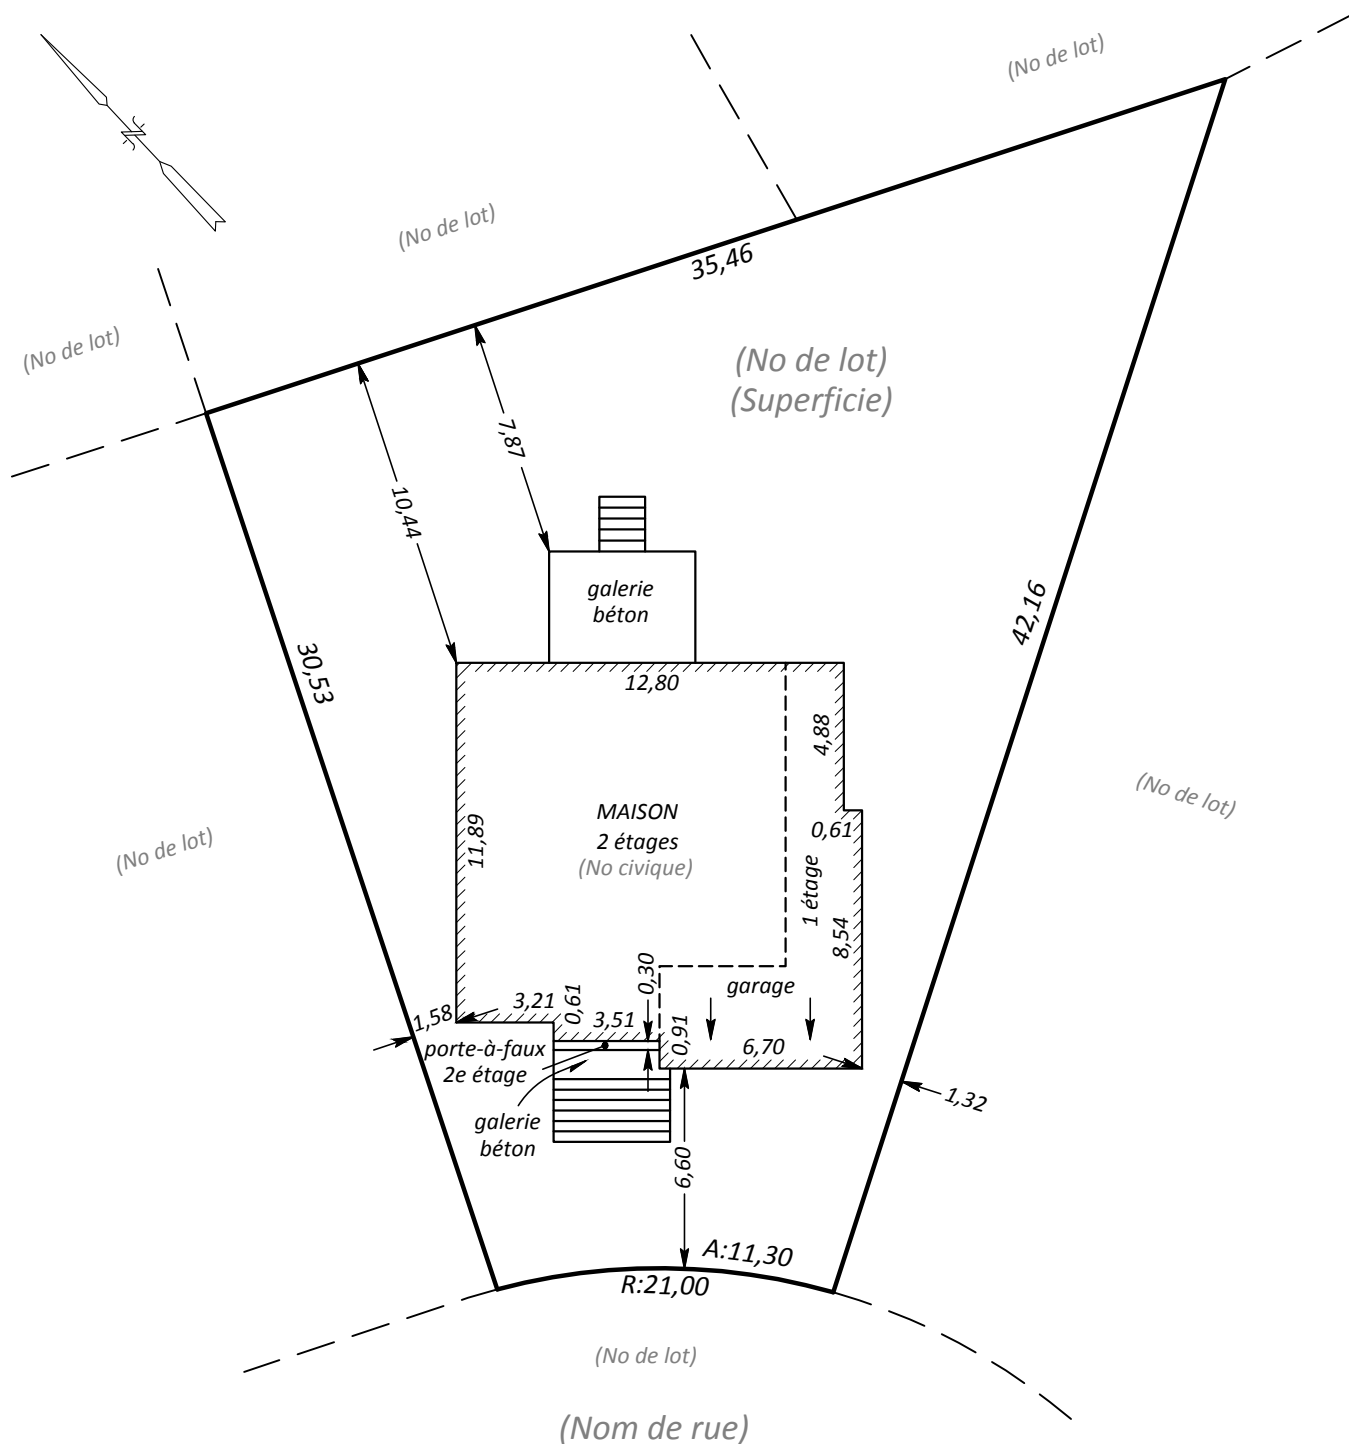 (No de lot)
(No de lot)
35,46
(No de lot)
(No de lot)
(Superficie)
7,87
10,44
galerie
béton
42,16
30,53
12,80
4,88
(No de lot)
MAISON
2 étages
(No civique)
0,61
11,89
(No de lot)
1 étage
8,54
0,30
garage
3,21
0,61
3,51
1,58
0,91
6,70
porte-à-faux
2e étage
1,32
galerie
béton
6,60
A:11,30
R:21,00
(No de lot)
(Nom de rue)
N